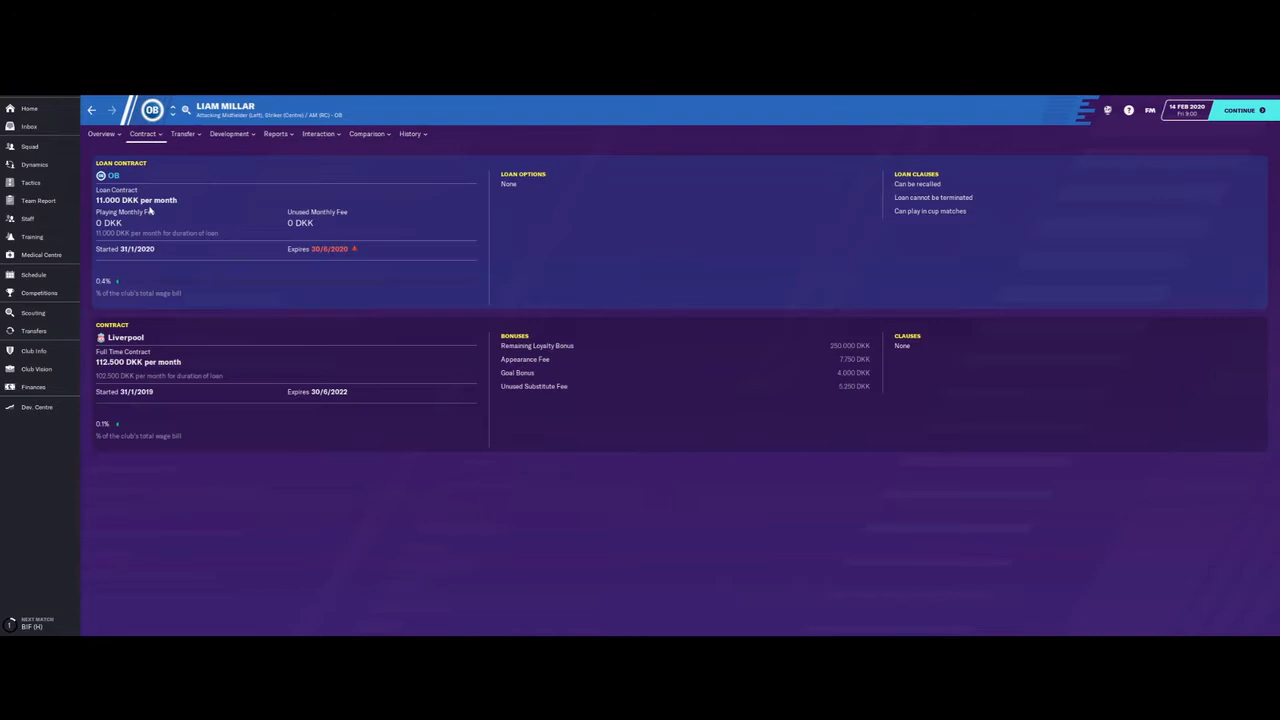 LIAM MILLAR
Attacking Midfielder (Left), Striker (Centre) / AM (RC) - OB
14 FEB 2020
Fri 9:00
CONTINUE
FM
OB
Home
Inbox
Squad
Dynamics
Tactics
Team Report
Staff
Training
Medical Centre
Schedule
Competitions
Scouting
Transfers
Club Info
Club Vision
Finances
Dev. Centre
NEXT MATCH
BIF (H)
1
Overview
Contract
Transfer
Development
Reports
Interaction
Comparison
History
LOAN CONTRACT
OB
Loan Contract
11.000 DKK per month
Playing Monthly
Unused Monthly Fee
0 DKK
0 DKK
11.000 DKK per month for duration of loan
Started 31/1/2020
Expires 30/6/2020
0.4%
% of the club's total wage bill
LOAN OPTIONS
None
LOAN CLAUSES
Can be recalled
Loan cannot be terminated
Can play in cup matches
CONTRACT
Liverpool
Full Time Contract
112.500 DKK per month
102.500 DKK per month for duration of loan
Started 31/1/2019
Expires 30/6/2022
0.1%
% of the club's total wage bill
BONUSES
Remaining Loyalty Bonus 250.000 DKK
Appearance Fee 7.750 DKK
Goal Bonus 4.000 DKK
Unused Substitute Fee 5.250 DKK
CLAUSES
None